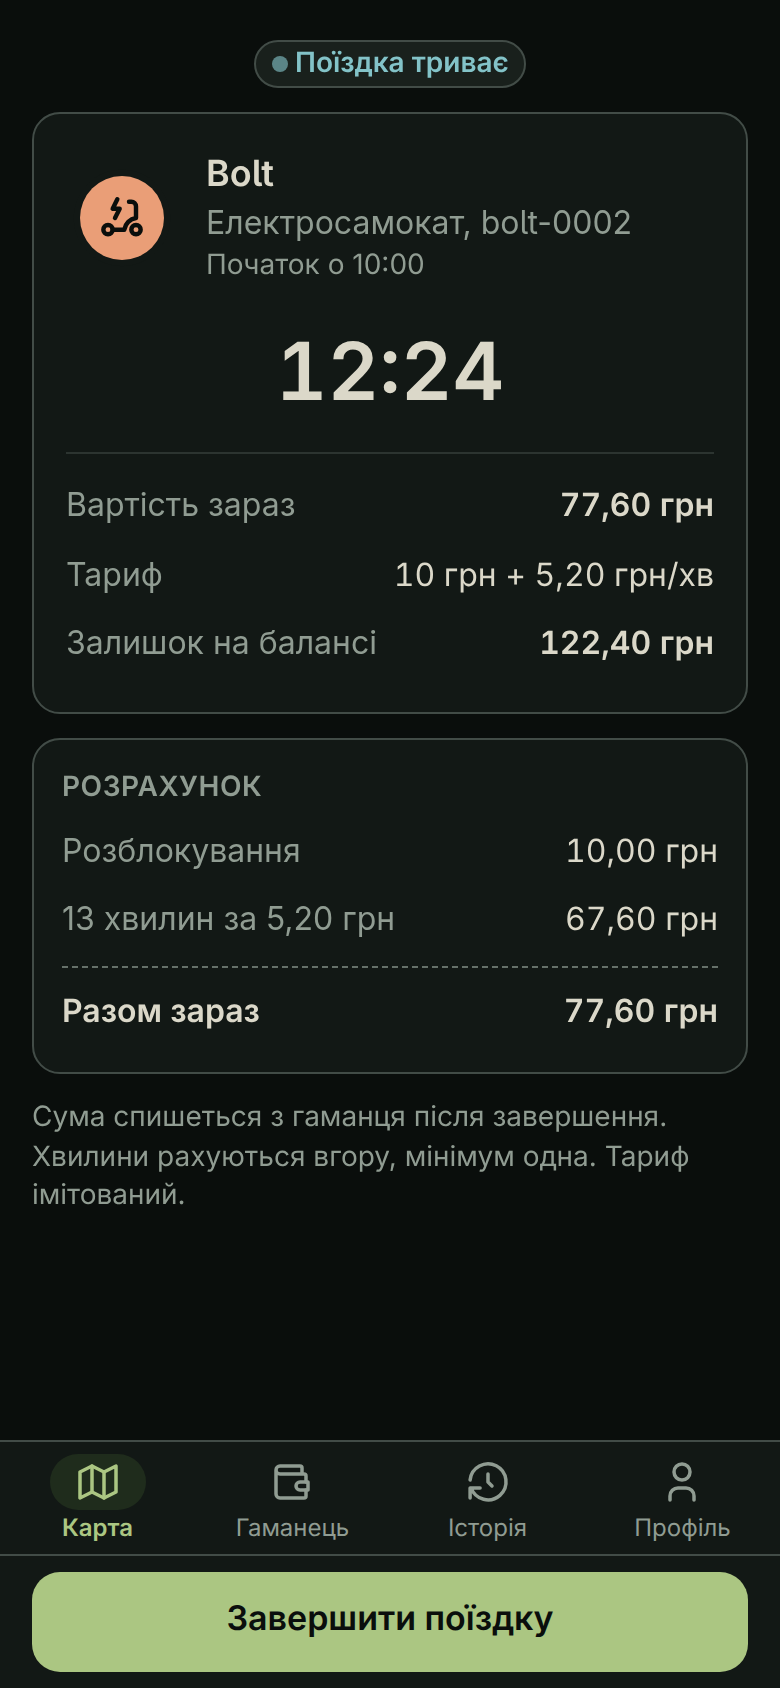 Поїздка триває
Bolt
Електросамокат, bolt-0002
Початок о 10:00
12:24
Вартість зараз 77,60 грн
Тариф 10 грн + 5,20 грн/хв
Залишок на балансі 122,40 грн
РОЗРАХУНОК
Розблокування 10,00 грн
13 хвилин за 5,20 грн 67,60 грн
Разом зараз 77,60 грн
Сума спишеться з гаманця після завершення.
Хвилини рахуються вгору, мінімум одна. Тариф
імітований.
Карта Гаманець Історія Профіль
Завершити поїздку